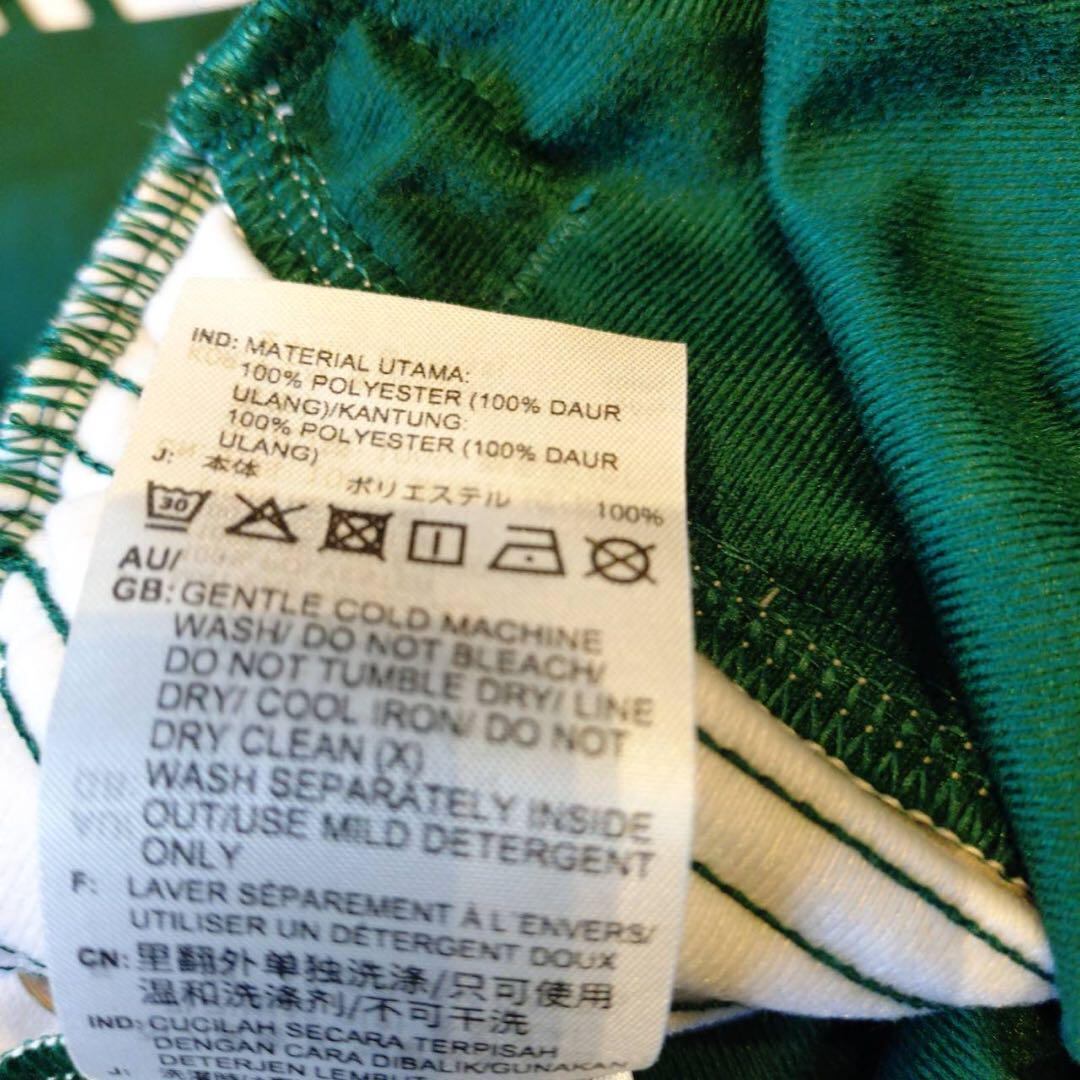 IND: MATERIAL UTAMA:
100% POLYESTER (100% DAUR
ULANG)/KANTUNG:
100% POLYESTER (100% DAUR
ULANG)
J: 本体 ポリエステル 100%
30
AU/
GB: GENTLE COLD MACHINE
WASH/ DO NOT BLEACH/
DO NOT TUMBLE DRY/ LINE
DRY/ COOL IRON/ DO NOT
DRY CLEAN (X)
WASH SEPARATELY INSIDE
OUT/USE MILD DETERGENT
ONLY
F: LAVER SÉPAREMENT À L'ENVERS/
UTILISER UN DÉTERGENT DOUX
CN: 里翻外单独洗涤/只可使用
温和洗涤剂/不可干洗
IND: CUCILAH SECARA TERPISAH
DENGAN CARA DIBALIK/GUNAKAN
DETERJEN LEMBUT
J: